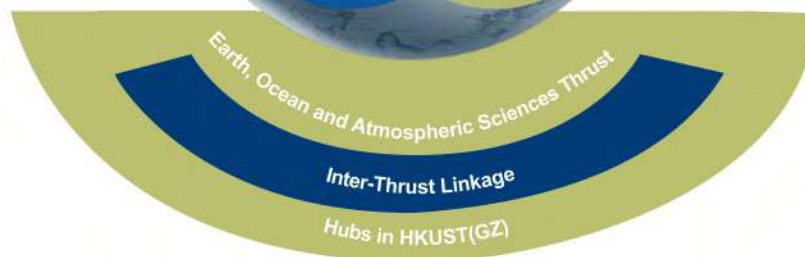 Earth, Ocean and Atmospheric Sciences Thrust
Inter-Thrust Linkage
Hubs in HKUST(GZ)